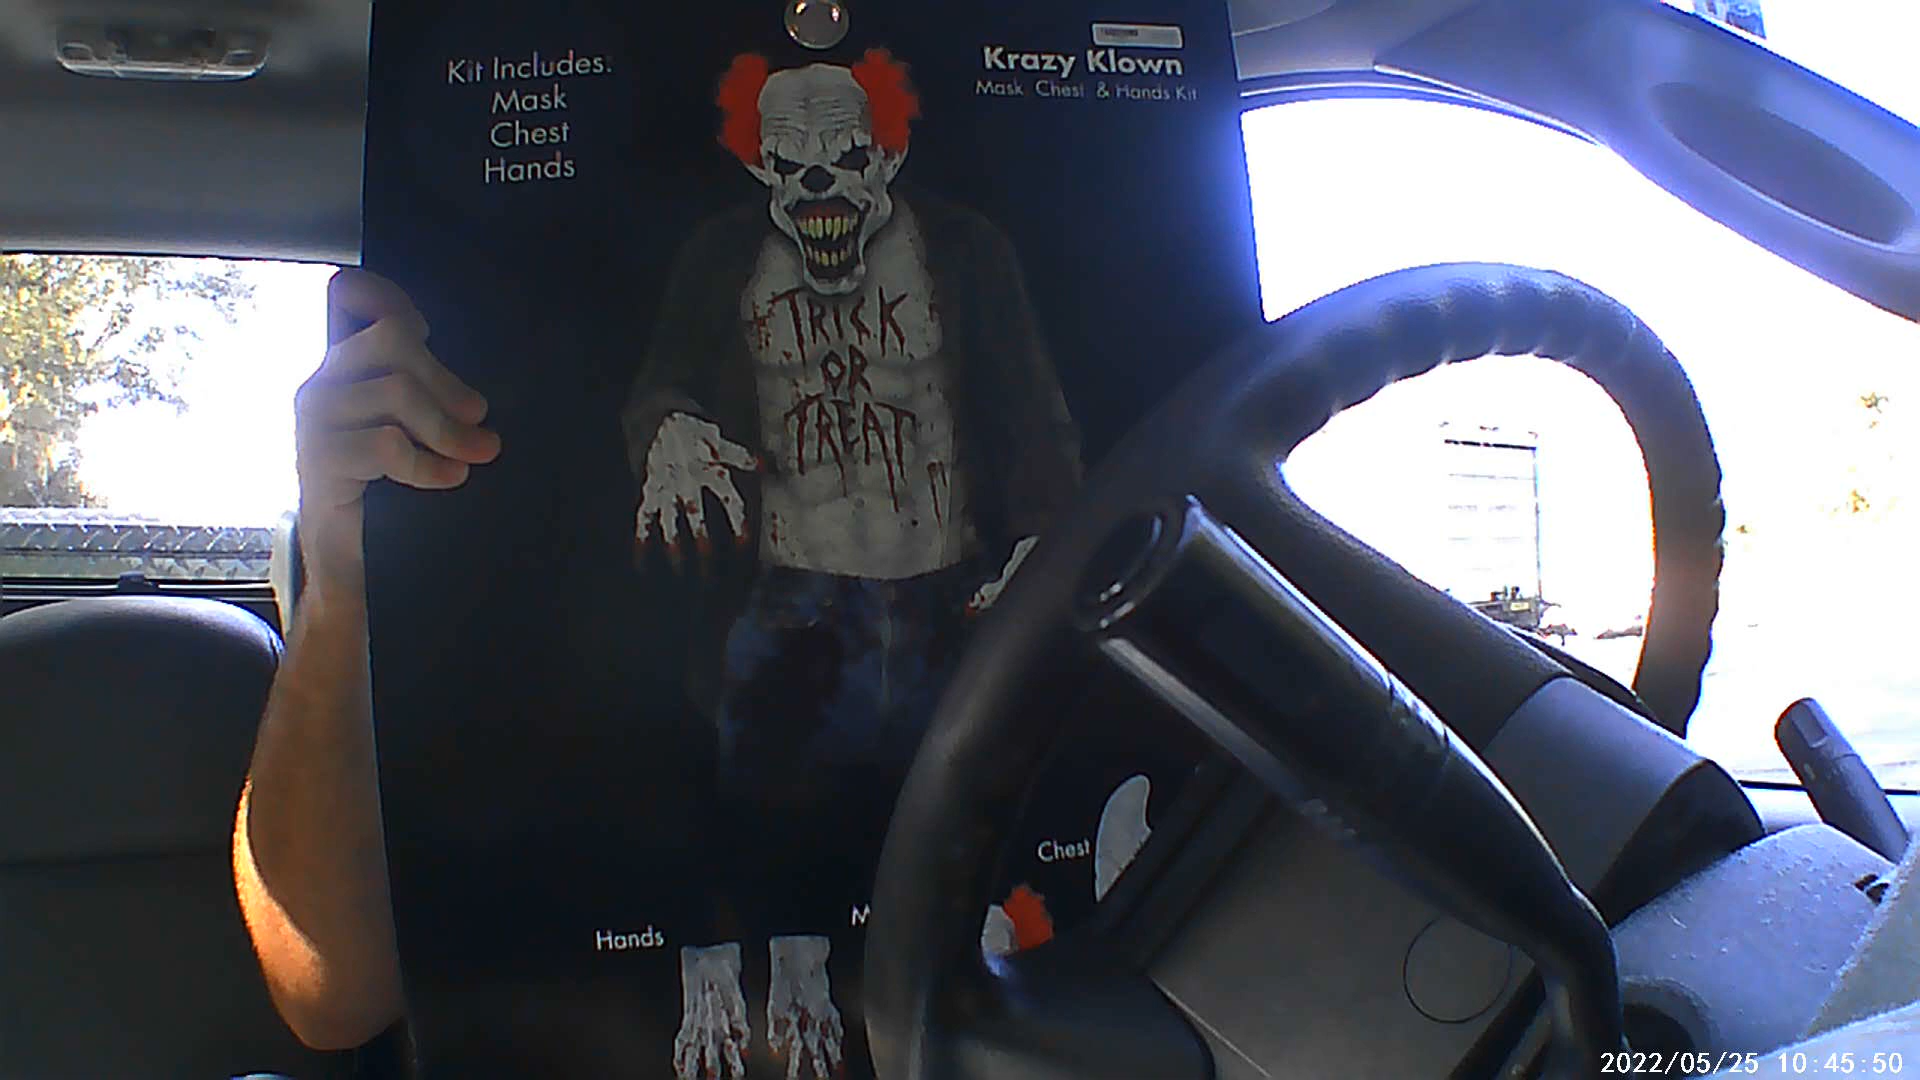 Kit Includes:
Mask
Chest
Hands
Krazy Klown
Mask Chest & Hands Kit
TRICK
OR
TREAT
Chest
M
Hands
2022/05/25 10:45:50